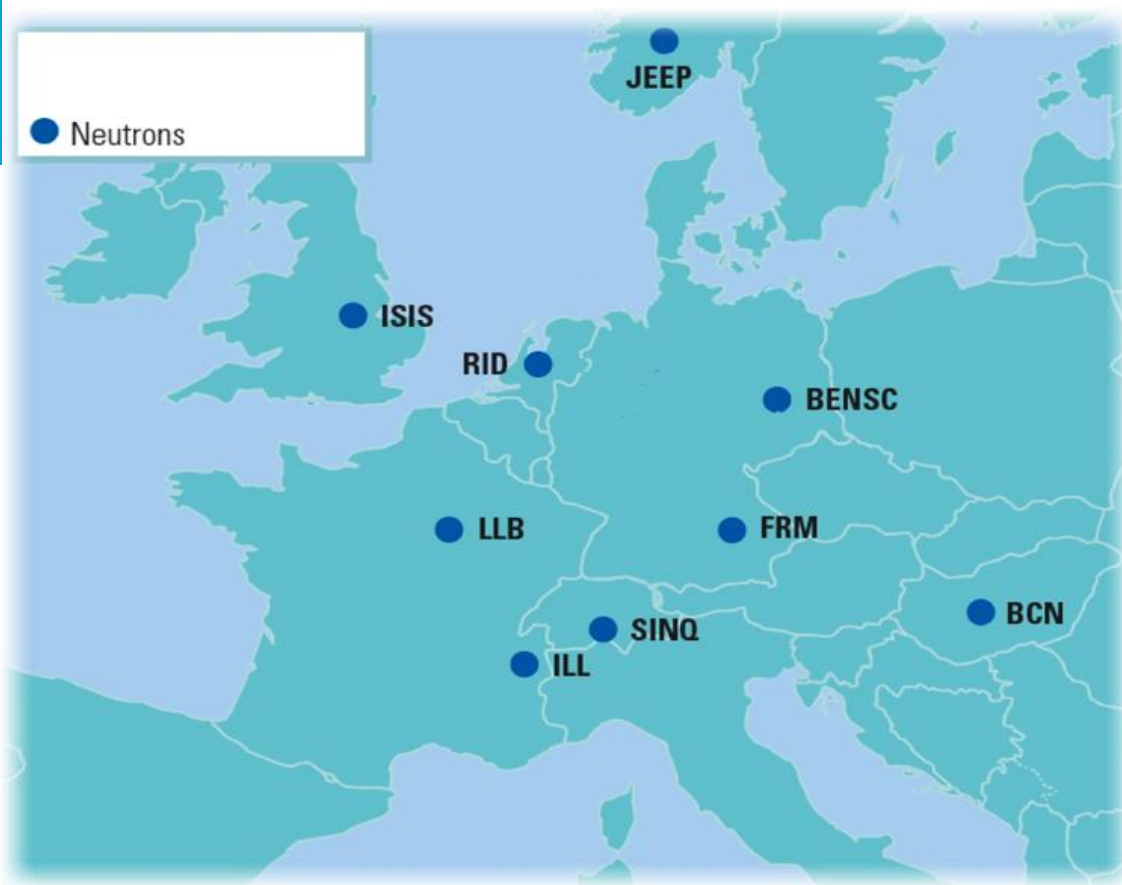 JEEP
Neutrons
ISIS
RID
BENSC
LLB
FRM
BCN
SINQ
ILL